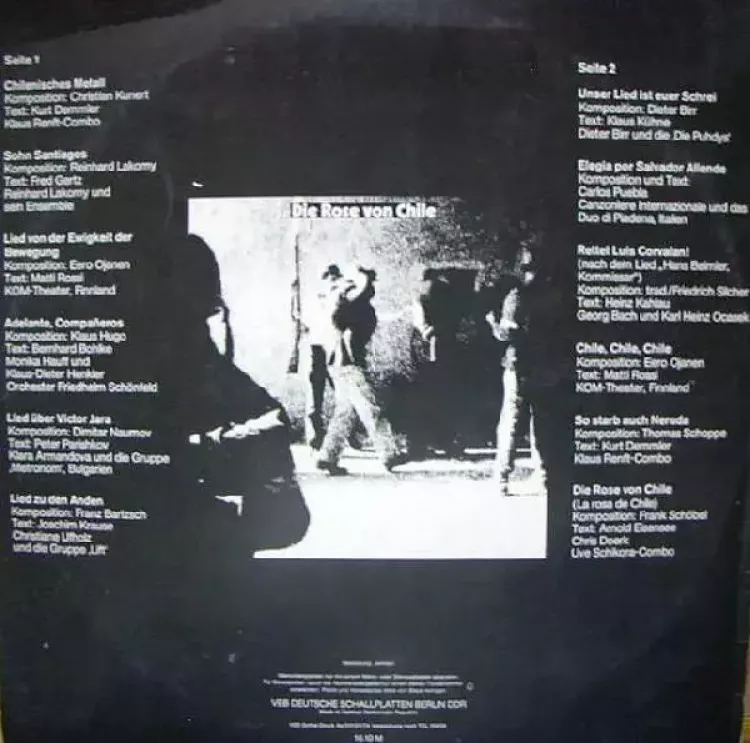 Seite 1
Chilenisches Metall
Komposition: Christian Kunert
Text: Kurt Demmler
Klaus Renft-Combo
Sohn Santiagos
Komposition: Reinhard Lakomy
Text: Fred Gertz
Reinhard Lakomy und
sein Ensemble
Lied von der Ewigkeit der
Bewegung
Komposition: Eero Ojanen
Text: Matti Rossi
KOM-Theater, Finnland
Adelante, Compañeros
Komposition: Klaus Hugo
Text: Bernhard Bohlke
Monika Hauff und
Klaus-Dieter Henkler
Orchester Friedhelm Schönfeld
Lied über Victor Jara
Komposition: Dimiter Naumov
Text: Peter Parishkov
Klara Armandova und die Gruppe
‚Metronom', Bulgarien
Lied zu den Anden
Komposition: Franz Bartzsch
Text: Joachim Krause
Christiane Ufholz
und die Gruppe ‚Lift'
Die Rose von Chile
Seite 2
Unser Lied ist euer Schrei
Komposition: Dieter Birr
Text: Klaus Kühne
Dieter Birr und die ‚Die Puhdys'
Elegia por Salvador Allende
Komposition und Text:
Carlos Puebla
Canzoniere Internazionale und das
Duo di Piadena, Italien
Rettet Luis Corvalan!
(nach dem Lied „Hans Beimler,
Kommissar")
Komposition: trad./Friedrich Silcher
Text: Heinz Kahlau
Georg Bach und Karl Heinz Ocasek
Chile, Chile, Chile
Komposition: Eero Ojanen
Text: Matti Rossi
KOM-Theater, Finnland
So starb auch Neruda
Komposition: Thomas Schoppe
Text: Kurt Demmler
Klaus Renft-Combo
Die Rose von Chile
(La rosa de Chile)
Komposition: Frank Schöbel
Text: Arnold Eisensee
Chris Doerk
Uve Schikora-Combo
VEB DEUTSCHE SCHALLPLATTEN BERLIN DDR
16.10 M